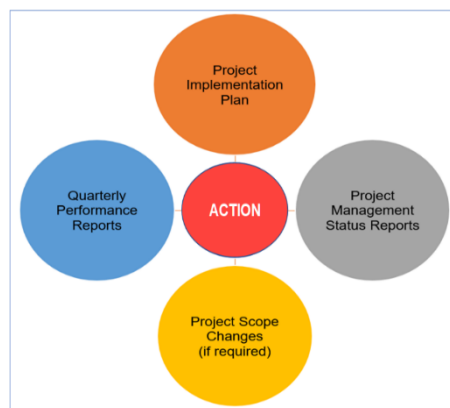 Project
Implementation
Plan
Quarterly
Performance
Reports
ACTION
Project
Management
Status Reports
Project Scope
Changes
(if required)